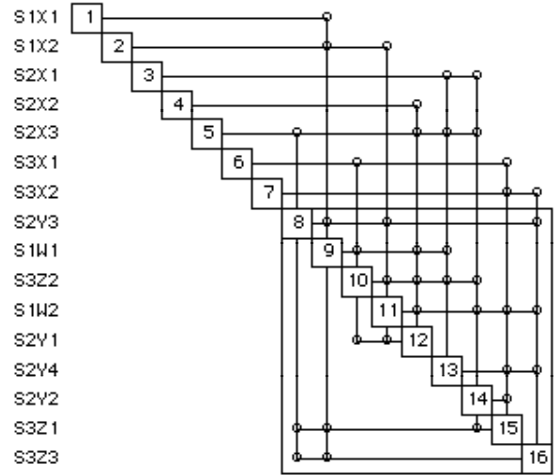 S1X1 1
S1X2 2
S2X1 3
S2X2 4
S2X3 5
S3X1 6
S3X2 7
S2Y3 8
S1W1 9
S3Z2 10
S1W2 11
S2Y1 12
S2Y4 13
S2Y2 14
S3Z1 15
S3Z3 16